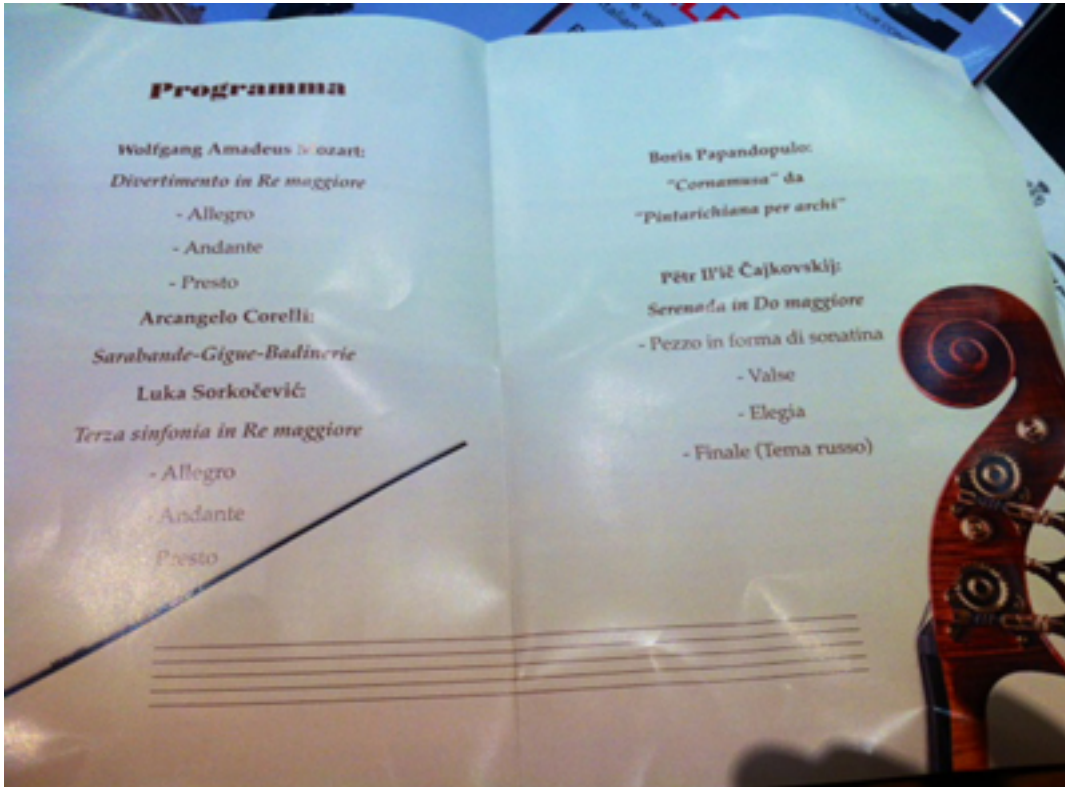 Programma
Wolfgang Amadeus Mozart:
Divertimento in Re maggiore
- Allegro
- Andante
- Presto
Arcangelo Corelli:
Sarabande-Gigue-Badinerie
Luka Sorkočević:
Terza sinfonia in Re maggiore
- Allegro
- Andante
Presto
Boris Papandopulo:
"Cornamusa" da
"Pintarichiana per archi"
Pëtr Il'ič Čajkovskij:
Serenada in Do maggiore
- Pezzo in forma di sonatina
- Valse
- Elegia
- Finale (Tema russo)